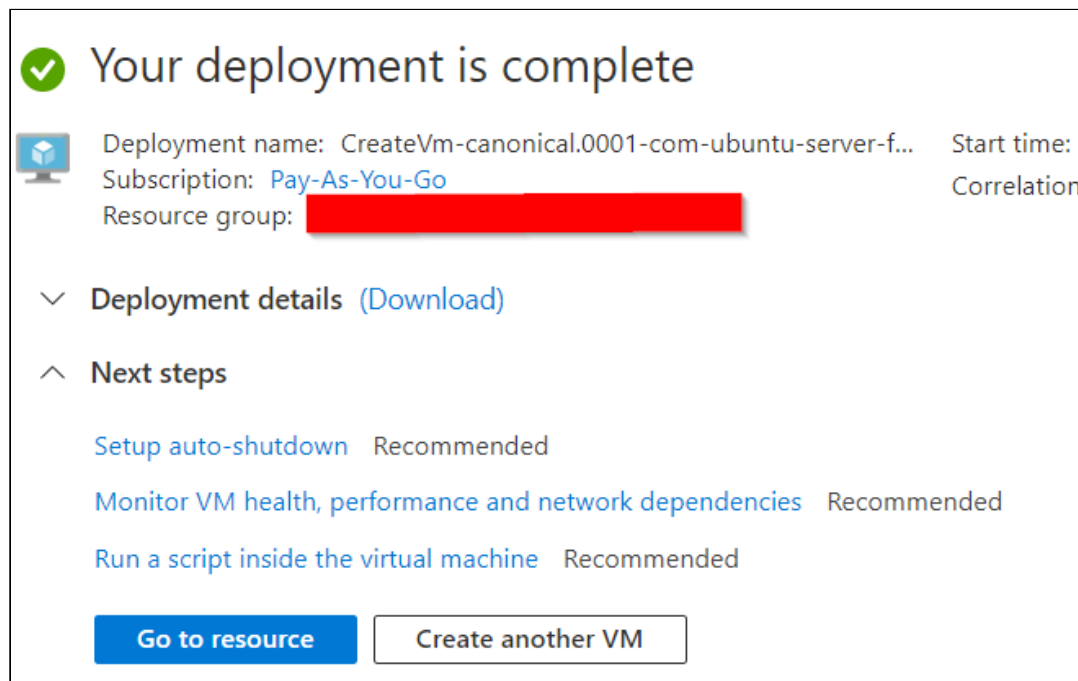 Your deployment is complete
Deployment name: CreateVm-canonical.0001-com-ubuntu-server-f... Start time:
Subscription: Pay-As-You-Go Correlation
Resource group:
Deployment details (Download)
Next steps
Setup auto-shutdown Recommended
Monitor VM health, performance and network dependencies Recommended
Run a script inside the virtual machine Recommended
Go to resource Create another VM